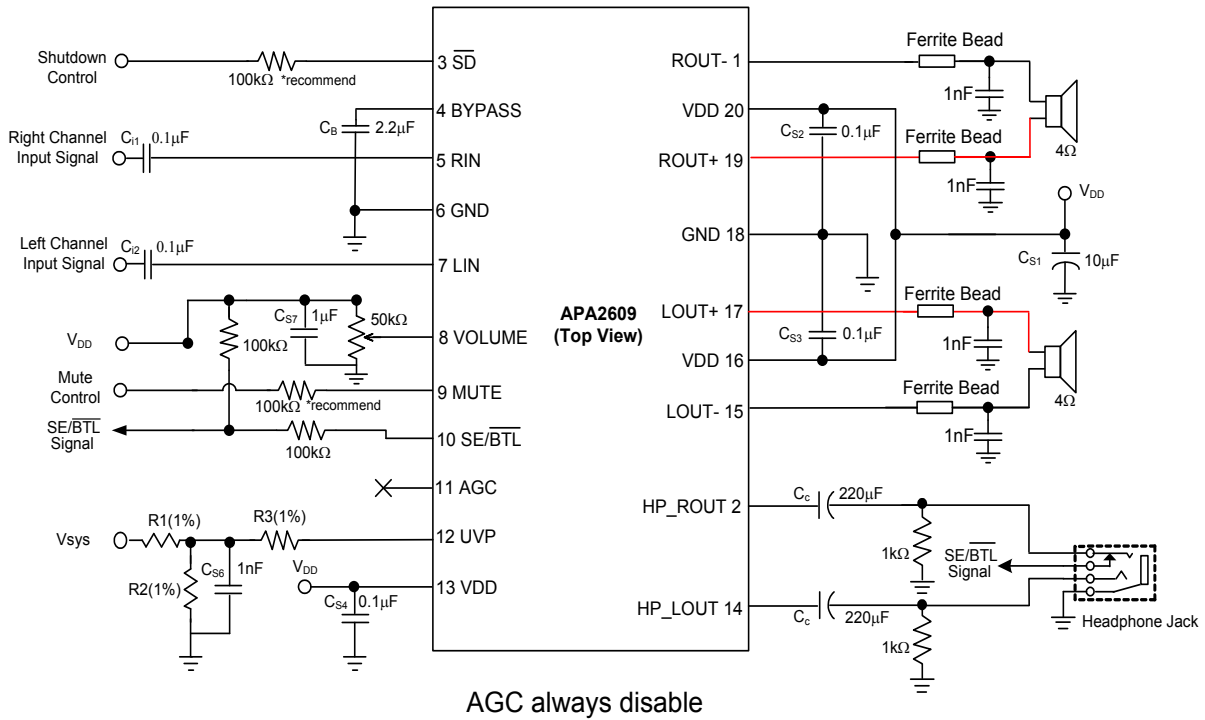 Shutdown
Control
100kΩ *recommend
3 SD
4 BYPASS
CB 2.2µF
Right Channel
Input Signal
Ci1 0.1µF
5 RIN
6 GND
Left Channel
Input Signal
Ci2 0.1µF
7 LIN
CS7 1µF
50kΩ
100kΩ
VDD
8 VOLUME
Mute
Control
100kΩ *recommend
9 MUTE
SE/BTL
Signal
100kΩ
10 SE/BTL
11 AGC
Vsys
R1(1%)
R3(1%)
12 UVP
R2(1%)
CS6 1nF
VDD
13 VDD
CS4 0.1µF
APA2609
(Top View)
ROUT- 1
Ferrite Bead
1nF
VDD 20
CS2 0.1µF
ROUT+ 19
Ferrite Bead
1nF
4Ω
VDD
GND 18
CS1 10µF
LOUT+ 17
Ferrite Bead
1nF
CS3 0.1µF
VDD 16
LOUT- 15
Ferrite Bead
1nF
4Ω
HP_ROUT 2
Cc 220µF
1kΩ
SE/BTL
Signal
HP_LOUT 14
Cc 220µF
1kΩ
Headphone Jack
AGC always disable